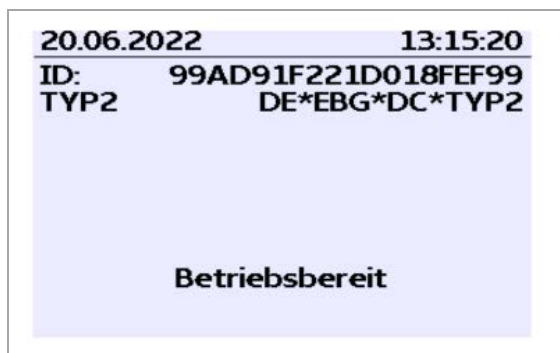 20.06.2022 13:15:20
ID: 99AD91F221D018FEF99
TYP2 DE*EBG*DC*TYP2
Betriebsbereit